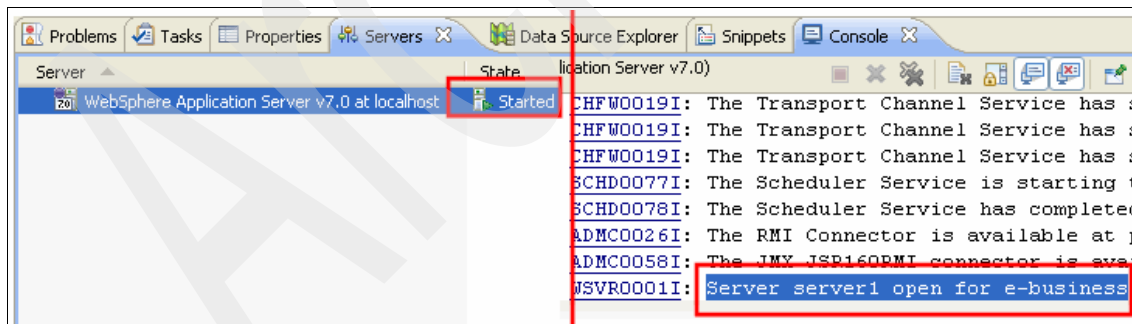 Problems Tasks Properties Servers Data Source Explorer Snippets Console
Server State lication Server v7.0)
WebSphere Application Server v7.0 at localhost Started
CHFW0019I: The Transport Channel Service has s
CHFW0019I: The Transport Channel Service has s
CHFW0019I: The Transport Channel Service has s
SCHD0077I: The Scheduler Service is starting t
SCHD0078I: The Scheduler Service has complete
ADMC0026I: The RMI Connector is available at p
ADMC0058I: The JMX JSR160RMI connector is ava
WSVR0001I: Server server1 open for e-business